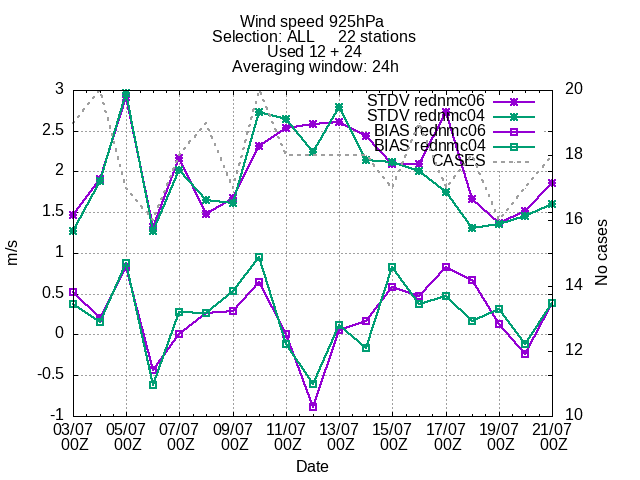 Wind speed 925hPa
Selection: ALL 22 stations
Used 12 + 24
Averaging window: 24h
STDV rednmc06
STDV rednmc04
BIAS rednmc06
BIAS rednmc04
CASES
3
2.5
2
1.5
1
0.5
0
-0.5
-1
m/s
20
18
16
14
12
10
No cases
03/07 05/07 07/07 09/07 11/07 13/07 15/07 17/07 19/07 21/07
00Z 00Z 00Z 00Z 00Z 00Z 00Z 00Z 00Z 00Z
Date